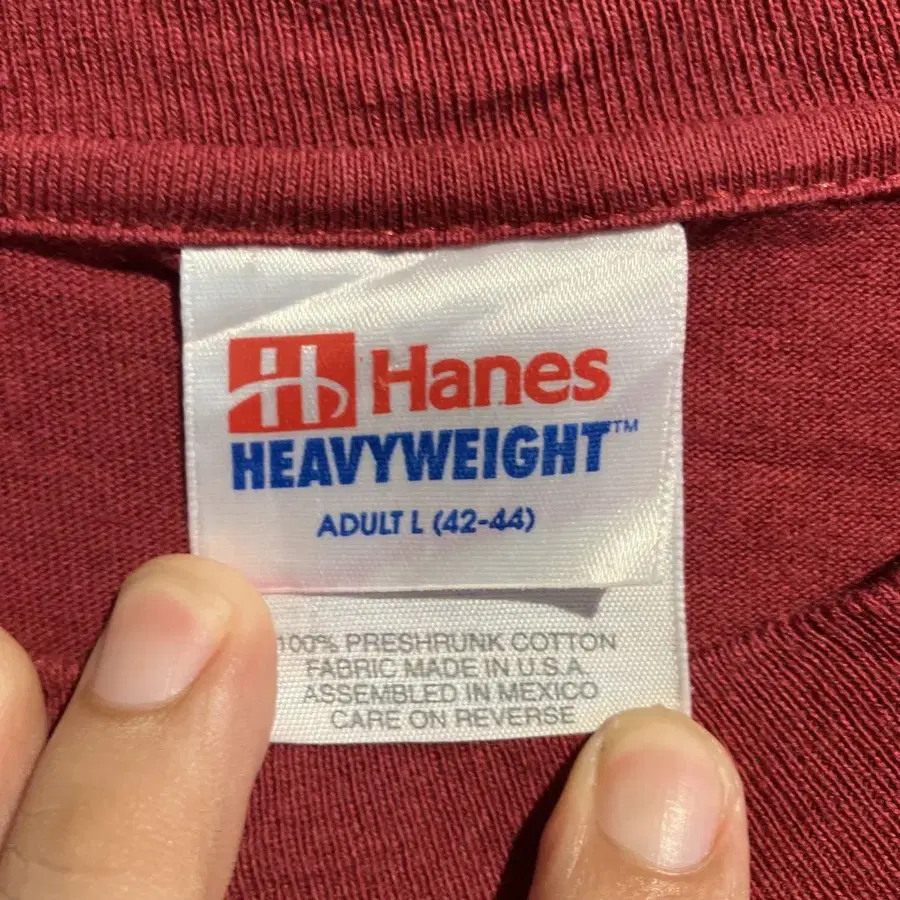 H Hanes
HEAVYWEIGHT™
ADULT L (42-44)
100% PRESHRUNK COTTON
FABRIC MADE IN U.S.A.
ASSEMBLED IN MEXICO
CARE ON REVERSE